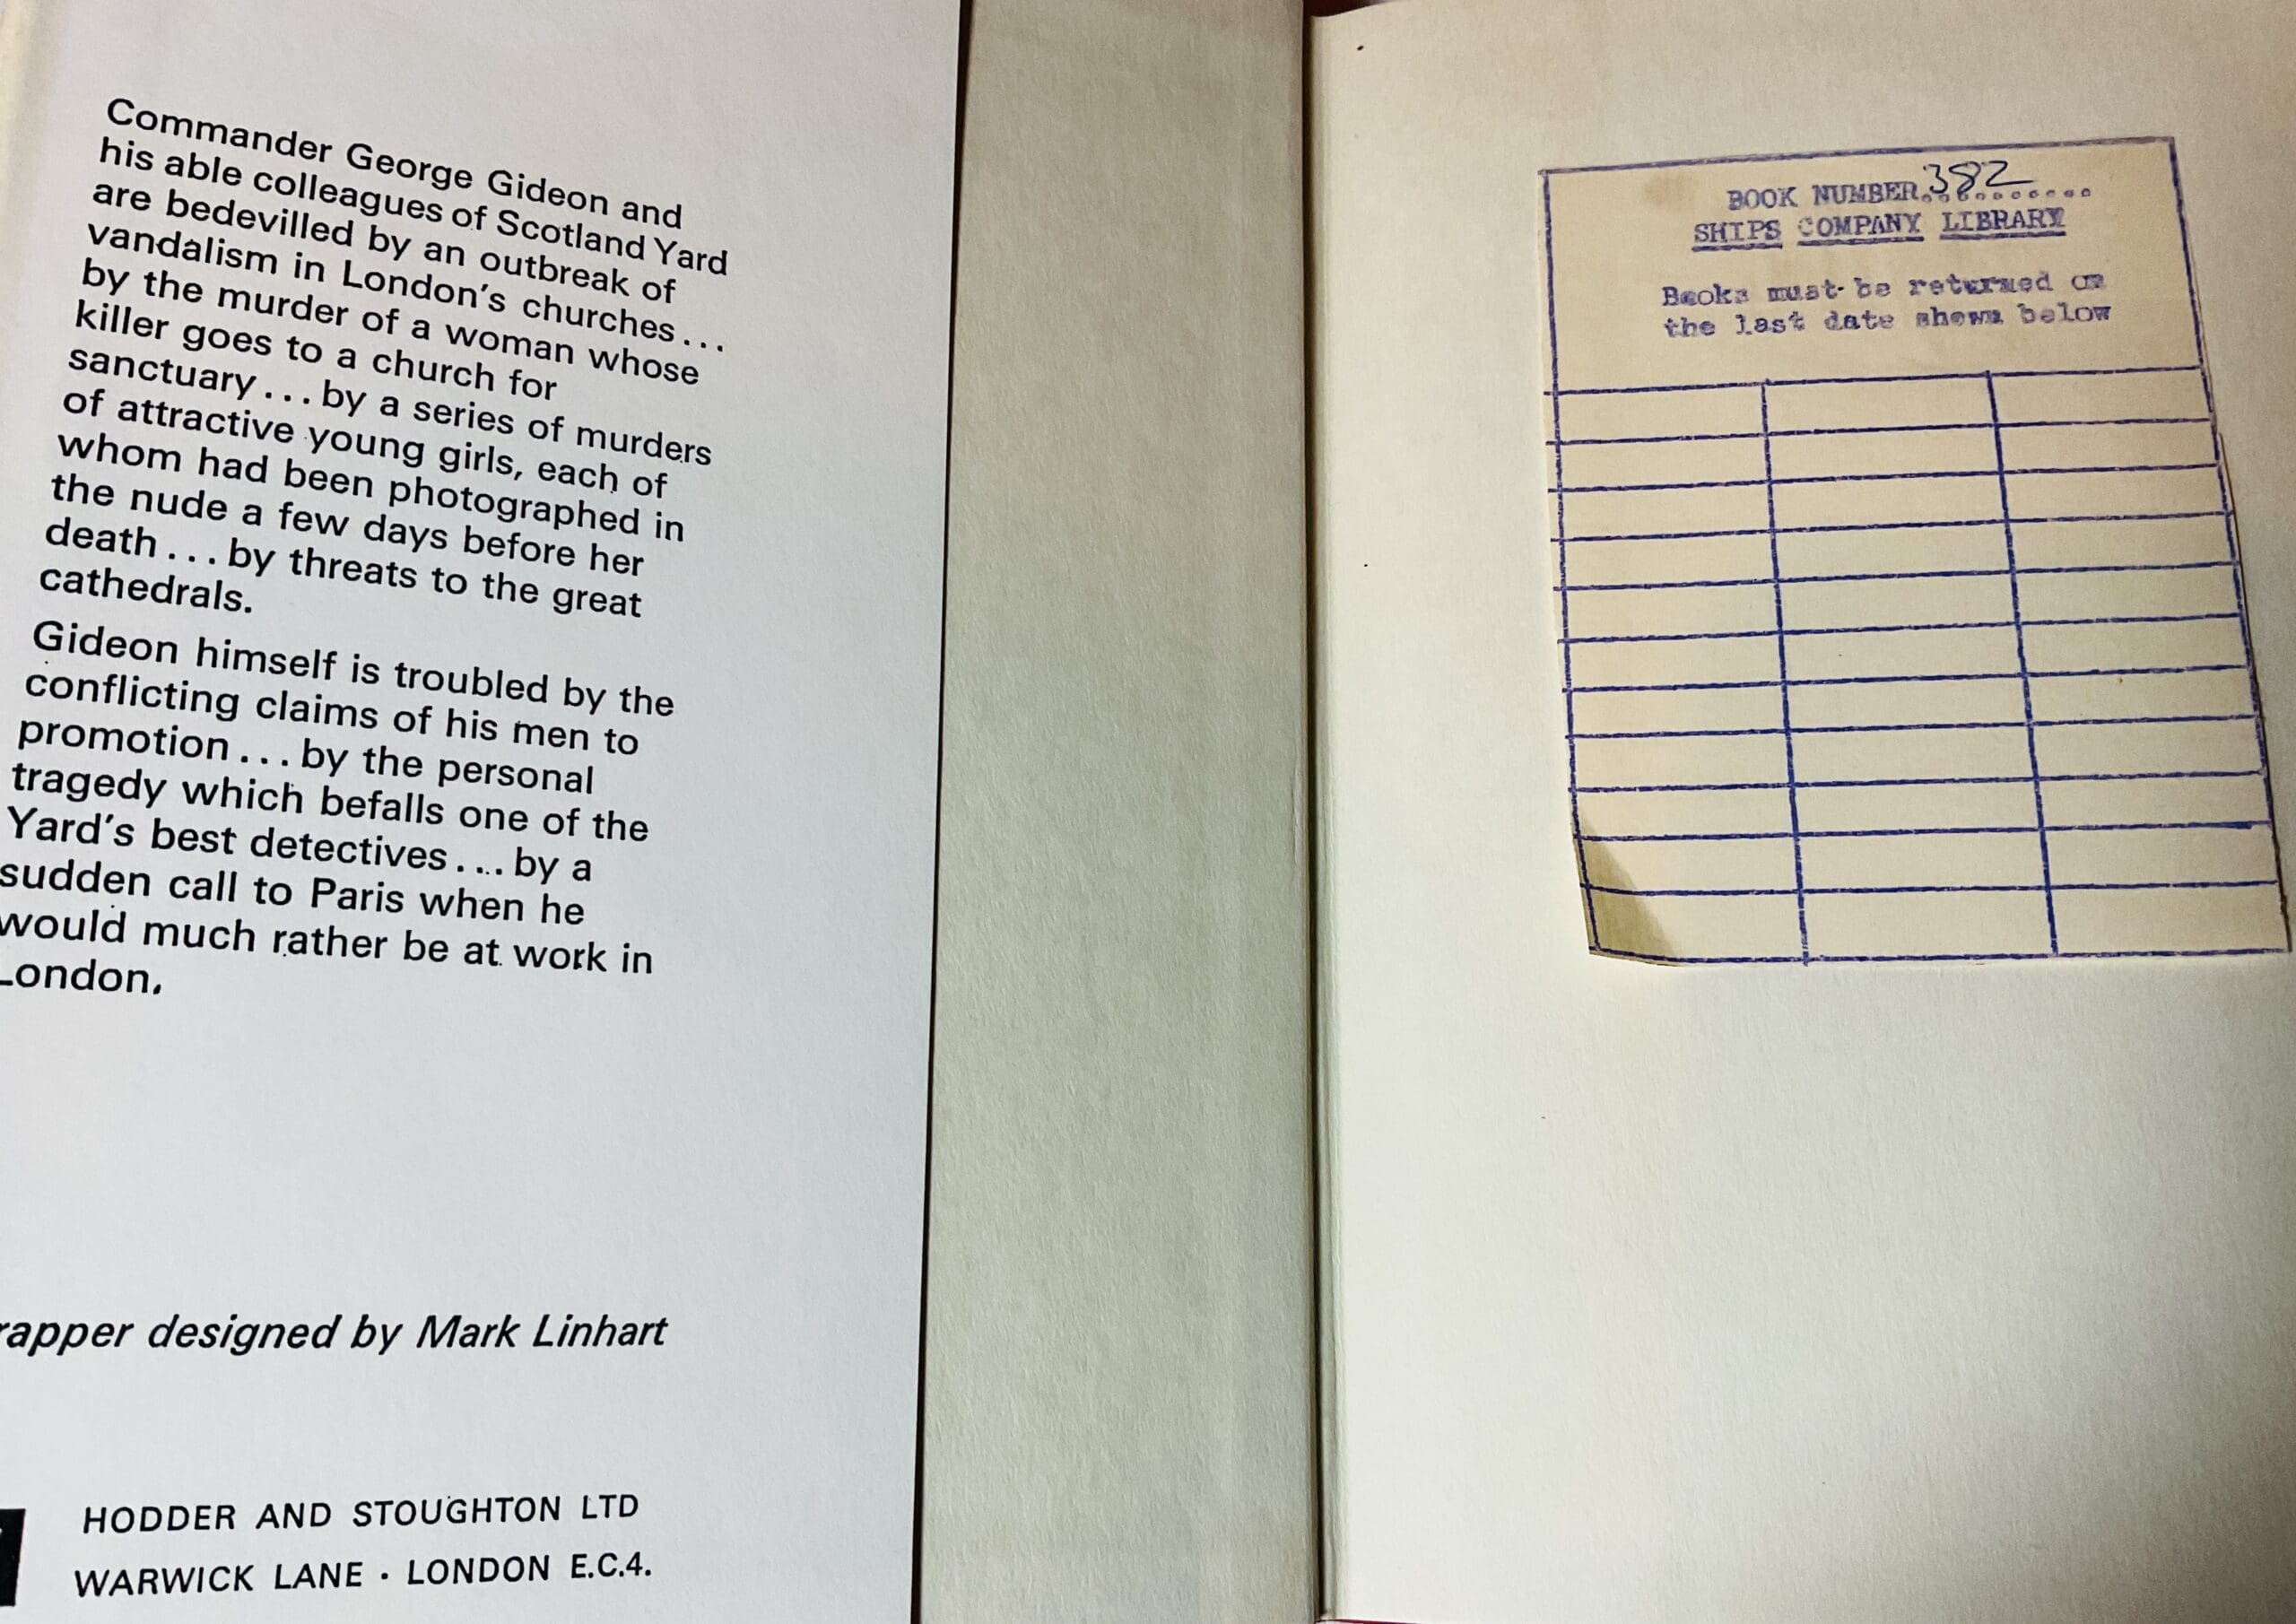 Commander George Gideon and
his able colleagues of Scotland Yard
are bedevilled by an outbreak of
vandalism in London's churches...
by the murder of a woman whose
killer goes to a church for
sanctuary...by a series of murders
of attractive young girls, each of
whom had been photographed in
the nude a few days before her
death...by threats to the great
cathedrals.
Gideon himself is troubled by the
conflicting claims of his men to
promotion...by the personal
tragedy which befalls one of the
Yard's best detectives...by a
sudden call to Paris when he
would much rather be at work in
London.
rapper designed by Mark Linhart
HODDER AND STOUGHTON LTD
WARWICK LANE · LONDON E.C.4.
BOOK NUMBER 382
SHIPS COMPANY LIBRARY
Books must be returned on
the last date shown below